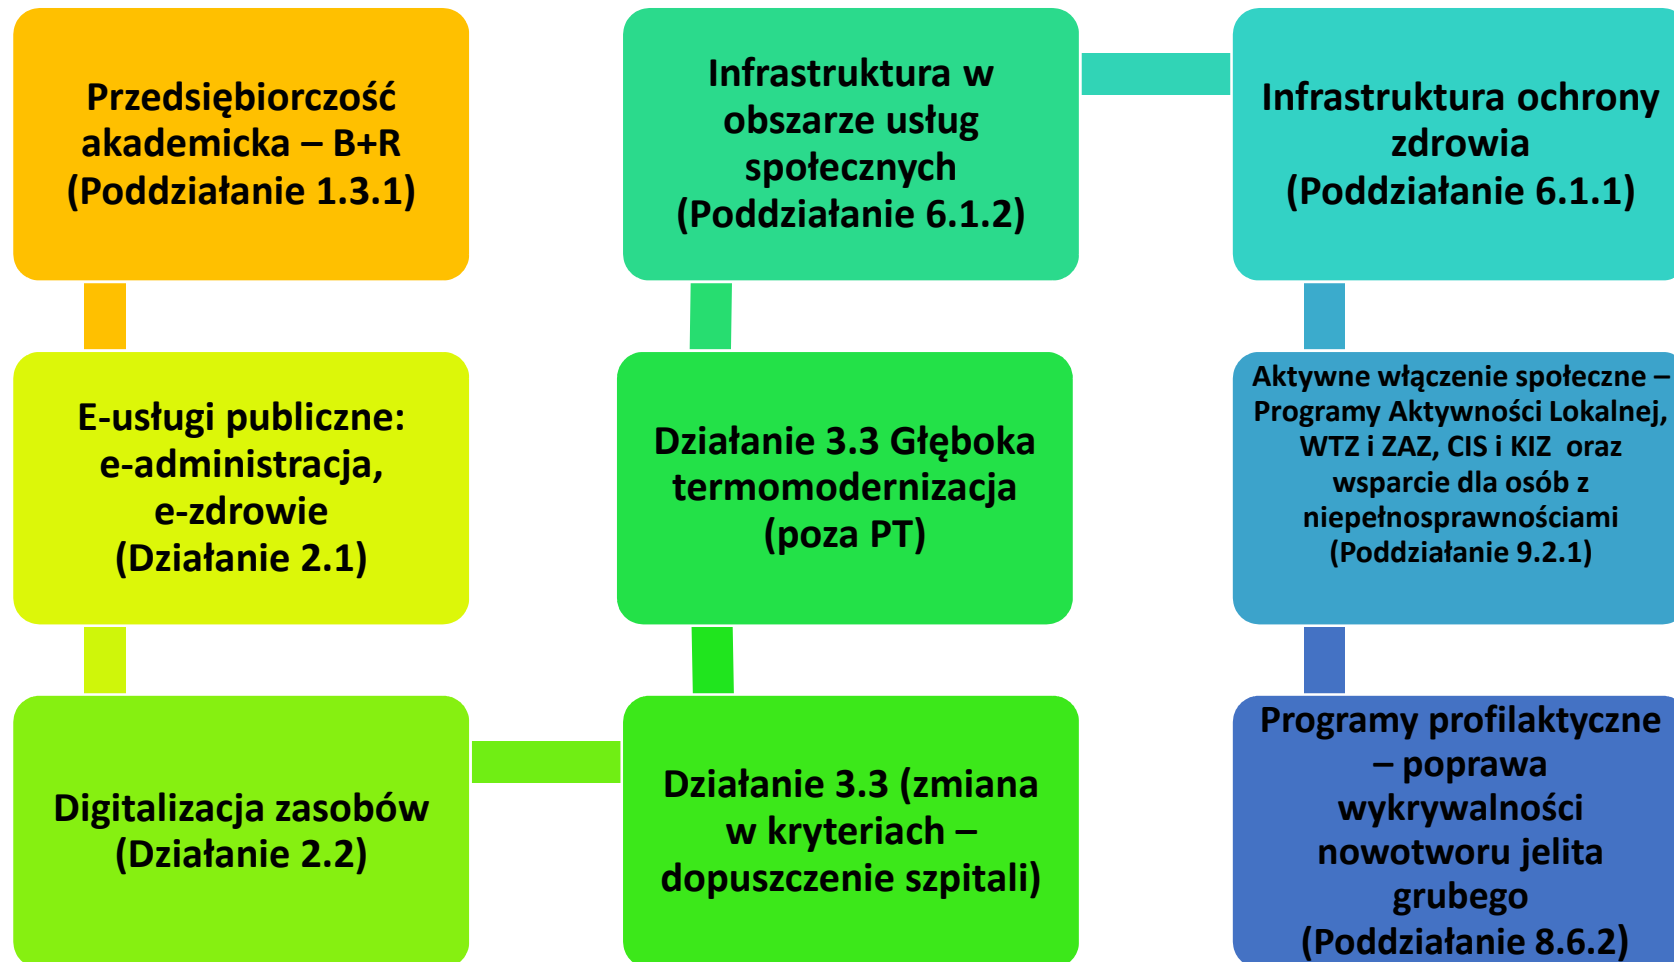 Przedsiębiorczość
akademicka – B+R
(Poddziałanie 1.3.1)
E-usługi publiczne:
e-administracja,
e-zdrowie
(Działanie 2.1)
Digitalizacja zasobów
(Działanie 2.2)
Działanie 3.3 (zmiana
w kryteriach –
dopuszczenie szpitali)
Działanie 3.3 Głęboka
termomodernizacja
(poza PT)
Infrastruktura w
obszarze usług
społecznych
(Poddziałanie 6.1.2)
Infrastruktura ochrony
zdrowia
(Poddziałanie 6.1.1)
Aktywne włączenie społeczne –
Programy Aktywności Lokalnej,
WTZ i ZAZ, CIS i KIZ  oraz
wsparcie dla osób z
niepełnosprawnościami
(Poddziałanie 9.2.1)
Programy profilaktyczne
– poprawa
wykrywalności
nowotworu jelita
grubego
(Poddziałanie 8.6.2)